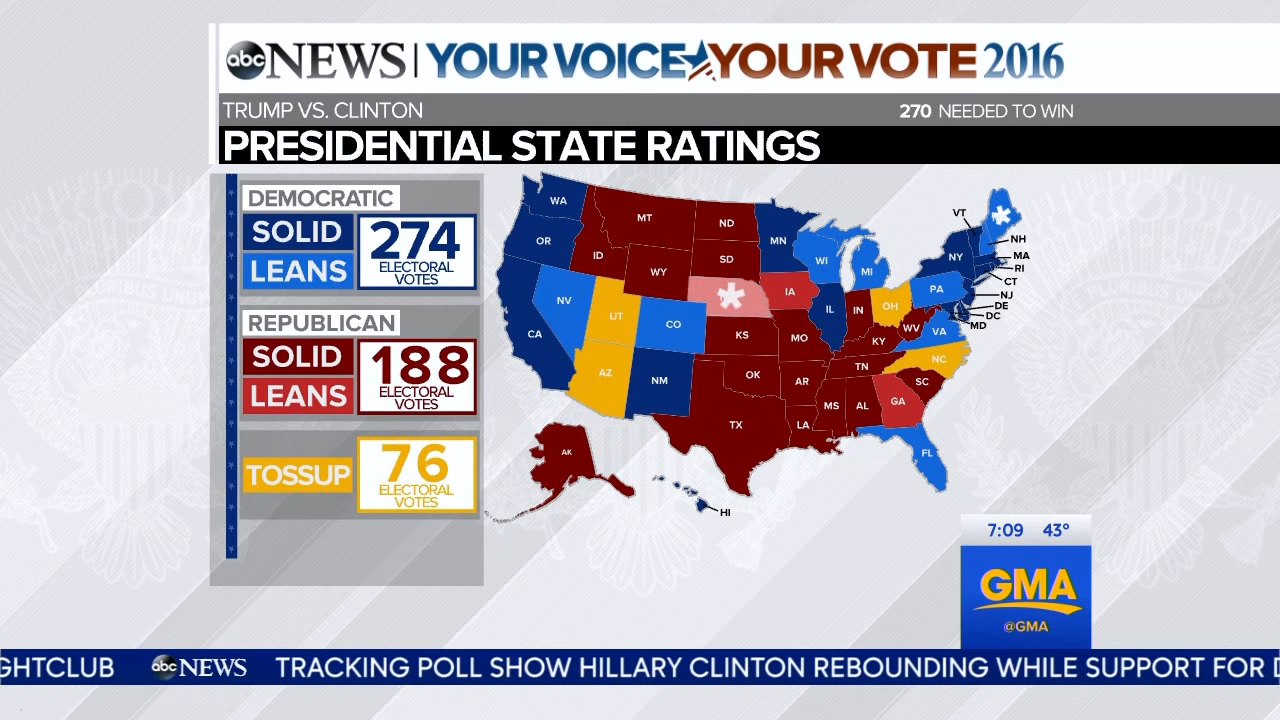 abc NEWS | YOUR VOICE YOUR VOTE 2016
TRUMP VS. CLINTON
270 NEEDED TO WIN
PRESIDENTIAL STATE RATINGS
DEMOCRATIC
SOLID
LEANS
274
ELECTORAL
VOTES
REPUBLICAN
SOLID
LEANS
188
ELECTORAL
VOTES
TOSSUP
76
ELECTORAL
VOTES
WA
OR
CA
NV
ID
MT
WY
UT
AZ
CO
NM
ND
SD
*
KS
OK
TX
MN
IA
MO
AR
LA
WI
IL
MI
IN
OH
KY
TN
MS
AL
GA
FL
SC
NC
VA
WV
PA
NY
VT
*
NH
MA
RI
CT
NJ
DE
DC
MD
AK
HI
7:09 43°
GMA
@GMA
GHTCLUB abc NEWS TRACKING POLL SHOW HILLARY CLINTON REBOUNDING WHILE SUPPORT FOR D